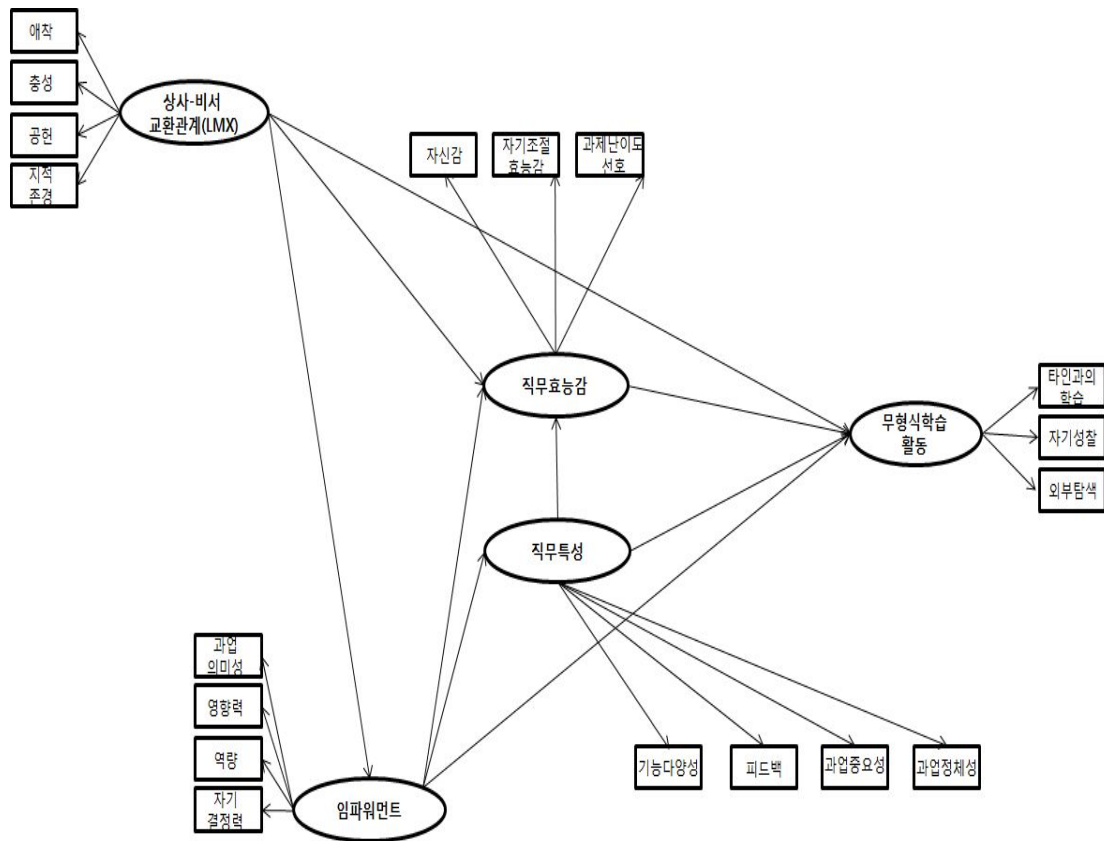 애착
충성
공헌
지적
존경
상사-비서
교환관계(LMX)
자신감
자기조절
효능감
과제난이도
선호
직무효능감
무형식학습
활동
타인과의
학습
자기성찰
외부탐색
직무특성
과업
의미성
영향력
역량
자기
결정력
임파워먼트
기능다양성
피드백
과업중요성
과업정체성